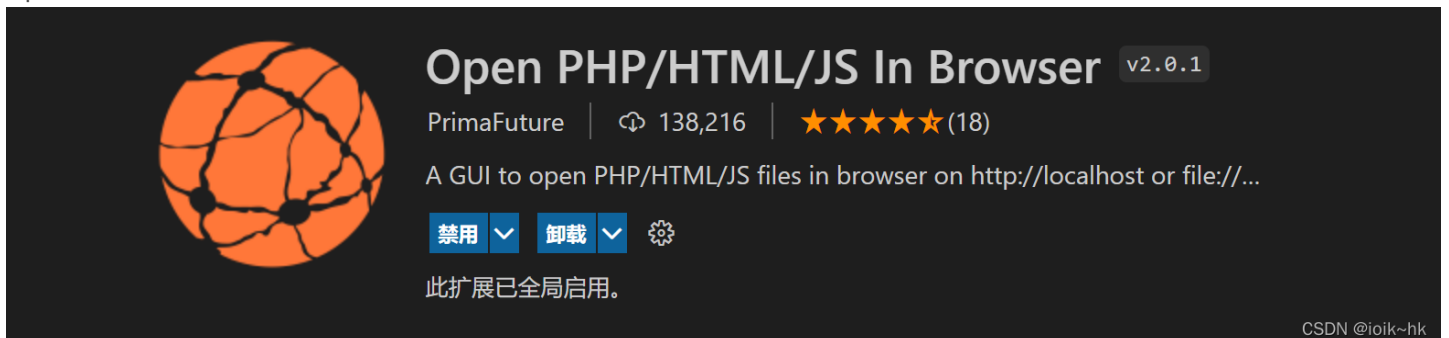 Open PHP/HTML/JS In Browser v2.0.1
PrimaFuture 138,216 (18)
A GUI to open PHP/HTML/JS files in browser on http://localhost or file://...
禁用 卸载
此扩展已全局启用。
CSDN @ioik~hk